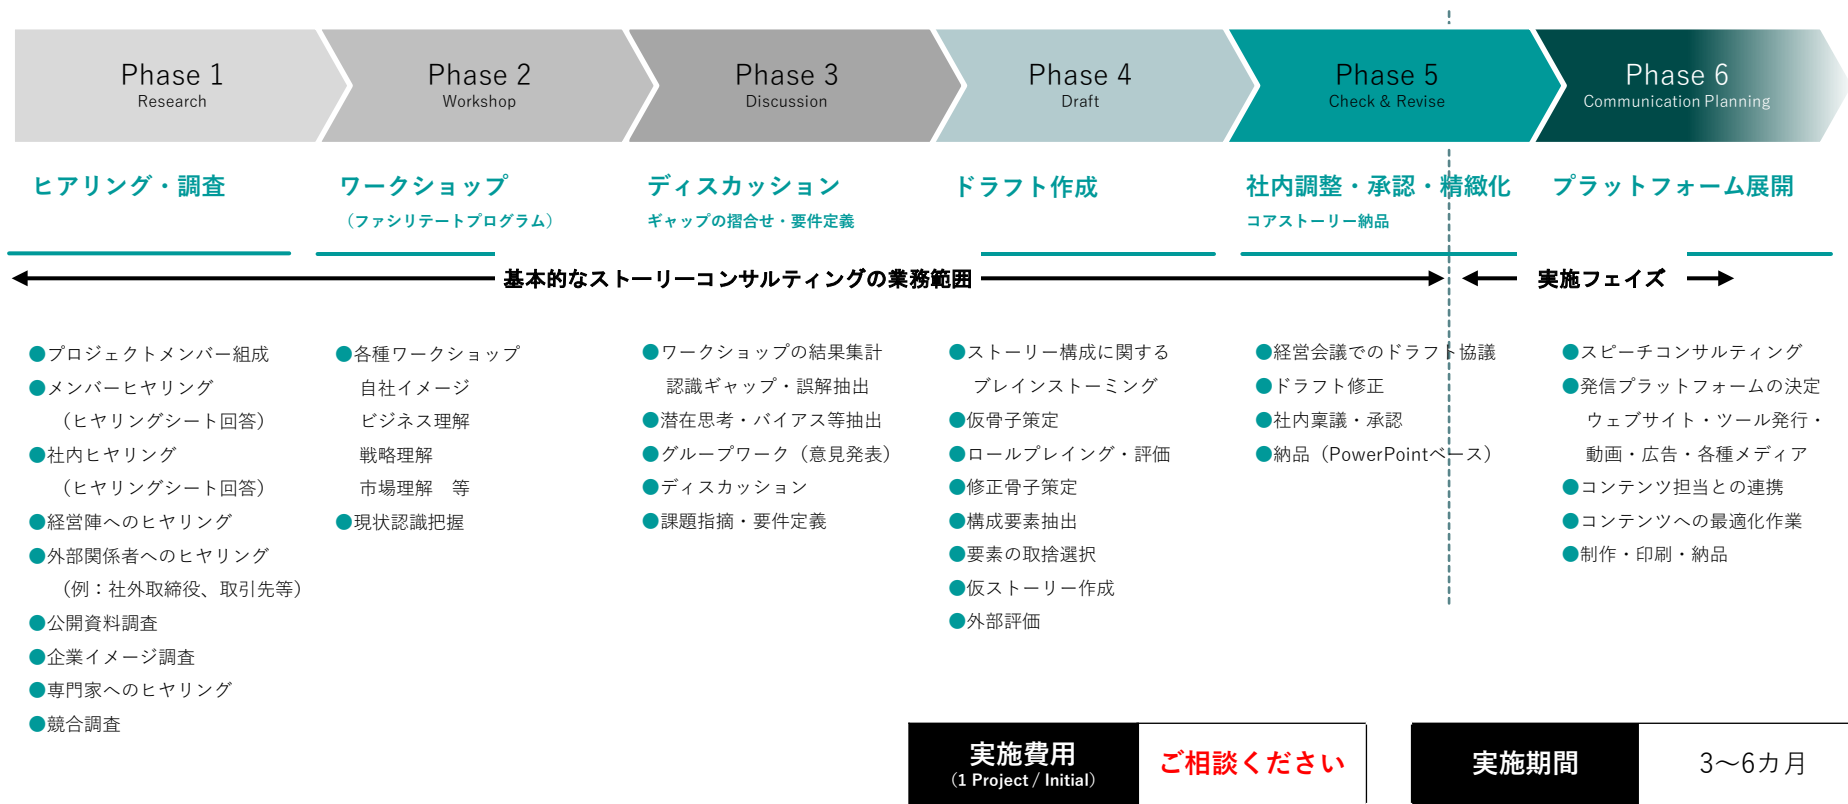 Phase 1
Research
Phase 2
Workshop
Phase 3
Discussion
Phase 4
Draft
Phase 5
Check & Revise
Phase 6
Communication Planning
ヒアリング・調査
ワークショップ
（ファシリテートプログラム）
ディスカッション
ギャップの摺合せ・要件定義
ドラフト作成
社内調整・承認・精緻化
コアストーリー納品
プラットフォーム展開
基本的なストーリーコンサルティングの業務範囲
実施フェイズ
●プロジェクトメンバー組成
●メンバーヒヤリング
（ヒヤリングシート回答）
●社内ヒヤリング
（ヒヤリングシート回答）
●経営陣へのヒヤリング
●外部関係者へのヒヤリング
（例：社外取締役、取引先等）
●公開資料調査
●企業イメージ調査
●専門家へのヒヤリング
●競合調査
●各種ワークショップ
自社イメージ
ビジネス理解
戦略理解
市場理解　等
●現状認識把握
●ワークショップの結果集計
認識ギャップ・誤解抽出
●潜在思考・バイアス等抽出
●グループワーク（意見発表）
●ディスカッション
●課題指摘・要件定義
●ストーリー構成に関する
ブレインストーミング
●仮骨子策定
●ロールプレイング・評価
●修正骨子策定
●構成要素抽出
●要素の取捨選択
●仮ストーリー作成
●外部評価
●経営会議でのドラフト協議
●ドラフト修正
●社内稟議・承認
●納品（PowerPointベース）
●スピーチコンサルティング
●発信プラットフォームの決定
ウェブサイト・ツール発行・
動画・広告・各種メディア
●コンテンツ担当との連携
●コンテンツへの最適化作業
●制作・印刷・納品
実施費用
（1 Project / Initial）
ご相談ください
実施期間
3～6カ月